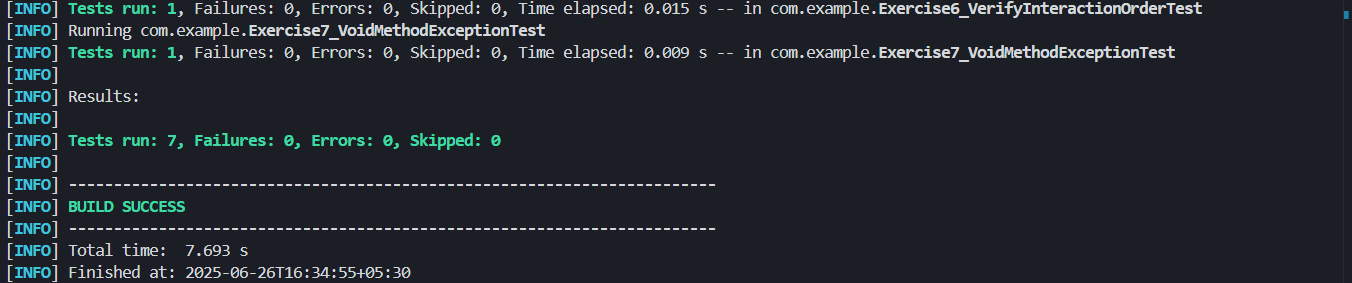 [INFO] Tests run: 1, Failures: 0, Errors: 0, Skipped: 0, Time elapsed: 0.015 s -- in com.example.Exercise6_VerifyInteractionOrderTest
[INFO] Running com.example.Exercise7_VoidMethodExceptionTest
[INFO] Tests run: 1, Failures: 0, Errors: 0, Skipped: 0, Time elapsed: 0.009 s -- in com.example.Exercise7_VoidMethodExceptionTest
[INFO]
[INFO] Results:
[INFO]
[INFO] Tests run: 7, Failures: 0, Errors: 0, Skipped: 0
[INFO]
[INFO] ------------------------------------------------------------------------
[INFO] BUILD SUCCESS
[INFO] ------------------------------------------------------------------------
[INFO] Total time:  7.693 s
[INFO] Finished at: 2025-06-26T16:34:55+05:30